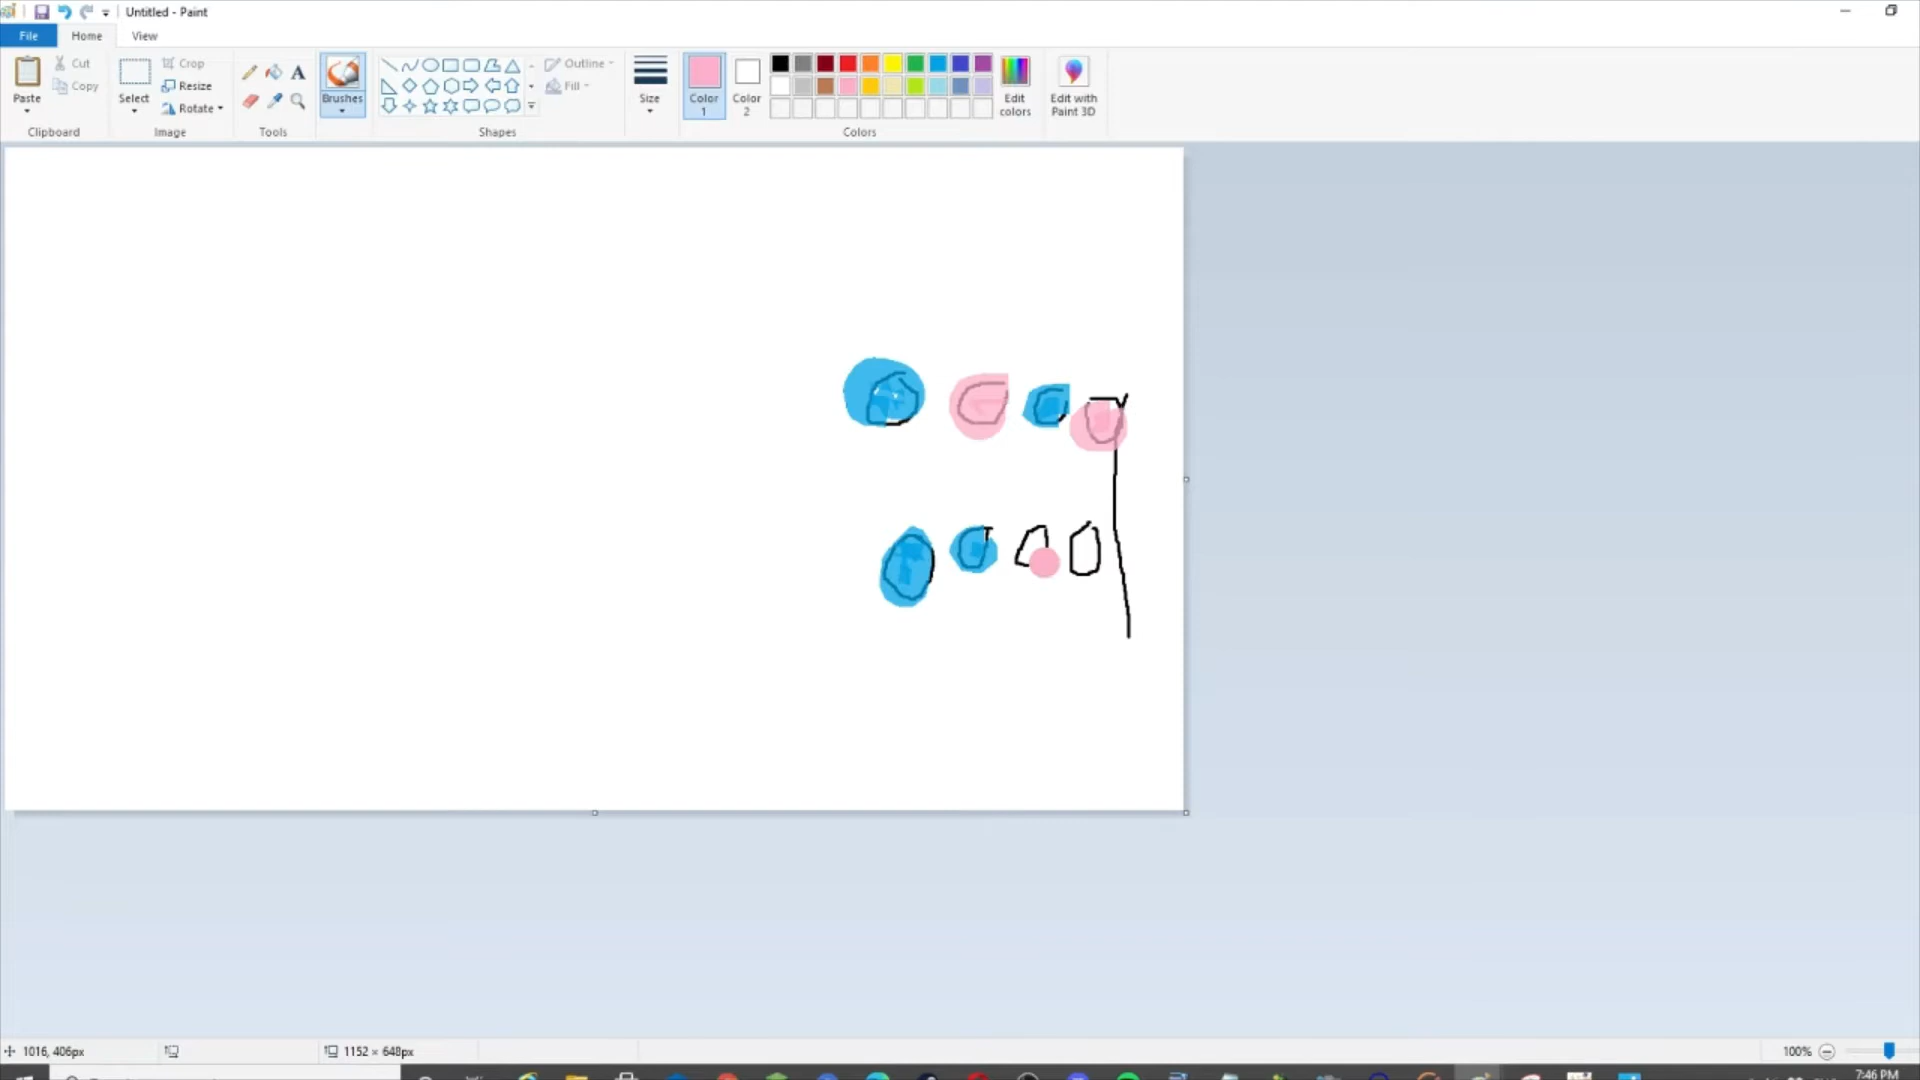 Untitled - Paint
File Home View
Paste
Cut
Copy
Clipboard
Select
Crop
Resize
Rotate
Image
A
Tools
Brushes
Outline
Fill
Shapes
Size
Color 1
Color 2
Colors
Edit colors
Edit with Paint 3D
1016, 406px
1152 × 648px
100%
7:46 PM